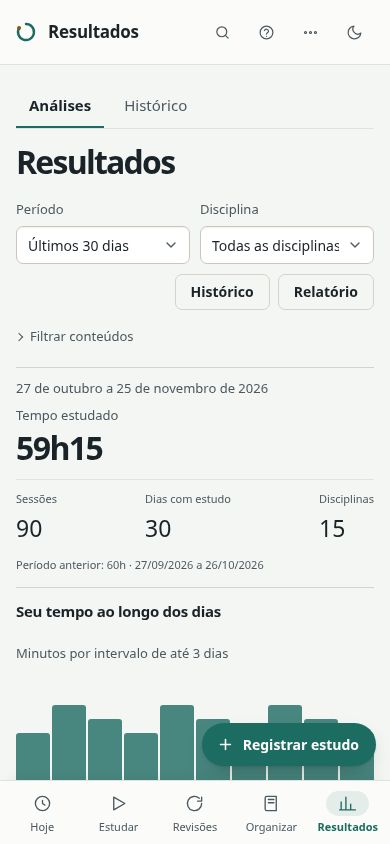 Resultados
Análises
Histórico
Resultados
Período
Disciplina
Últimos 30 dias
Todas as disciplinas
Histórico
Relatório
Filtrar conteúdos
27 de outubro a 25 de novembro de 2026
Tempo estudado
59h15
Sessões
Dias com estudo
Disciplinas
90
30
15
Período anterior: 60h · 27/09/2026 a 26/10/2026
Seu tempo ao longo dos dias
Minutos por intervalo de até 3 dias
Registrar estudo
Hoje
Estudar
Revisões
Organizar
Resultados